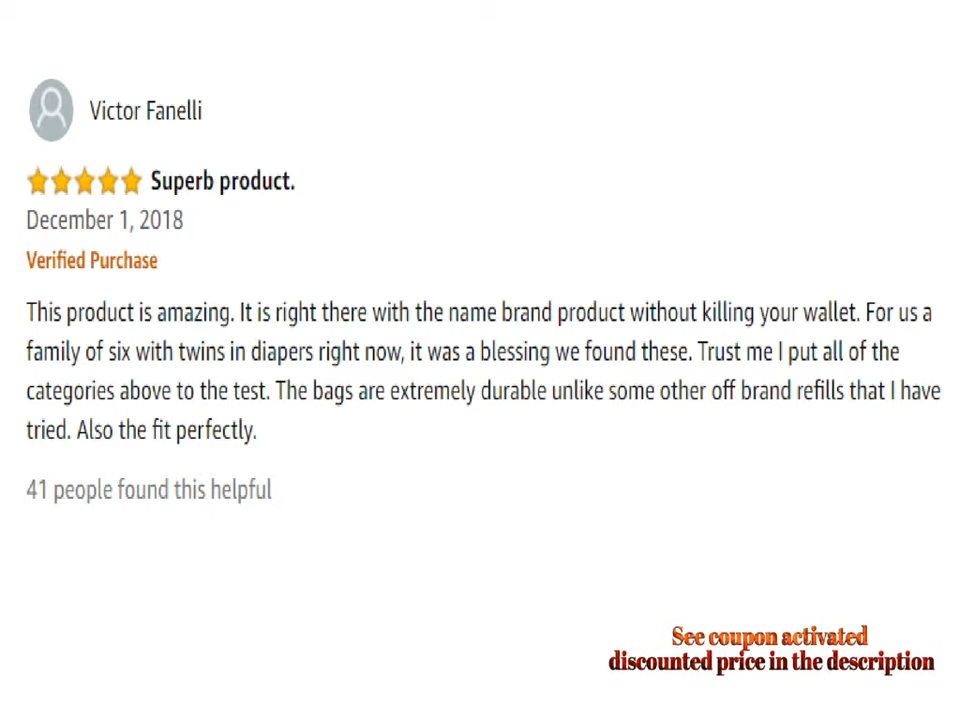 Victor Fanelli
Superb product.
December 1, 2018
Verified Purchase
This product is amazing. It is right there with the name brand product without killing your wallet. For us a
family of six with twins in diapers right now, it was a blessing we found these. Trust me I put all of the
categories above to the test. The bags are extremely durable unlike some other off brand refills that I have
tried. Also the fit perfectly.
41 people found this helpful
See coupon activated
discounted price in the description